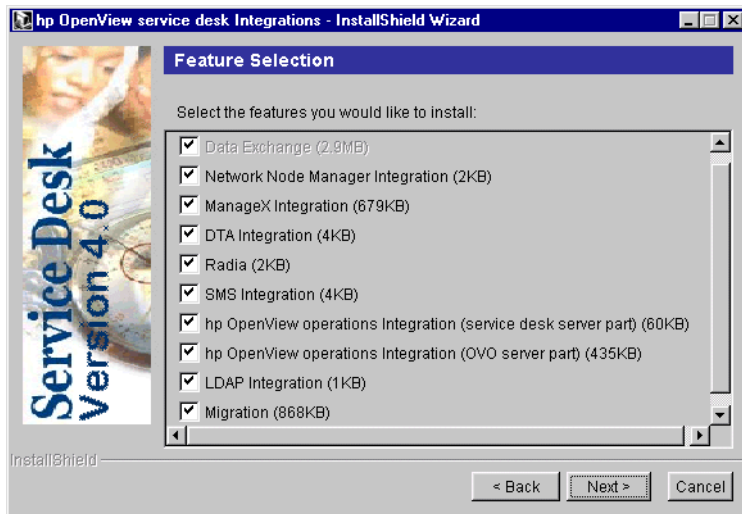 hp OpenView service desk Integrations - InstallShield Wizard
Feature Selection
Service Desk
Version 4.0
Select the features you would like to install:
Data Exchange (2.9MB)
Network Node Manager Integration (2KB)
ManageX Integration (679KB)
DTA Integration (4KB)
Radia (2KB)
SMS Integration (4KB)
hp OpenView operations Integration (service desk server part) (60KB)
hp OpenView operations Integration (OVO server part) (435KB)
LDAP Integration (1KB)
Migration (868KB)
InstallShield
< Back
Next >
Cancel